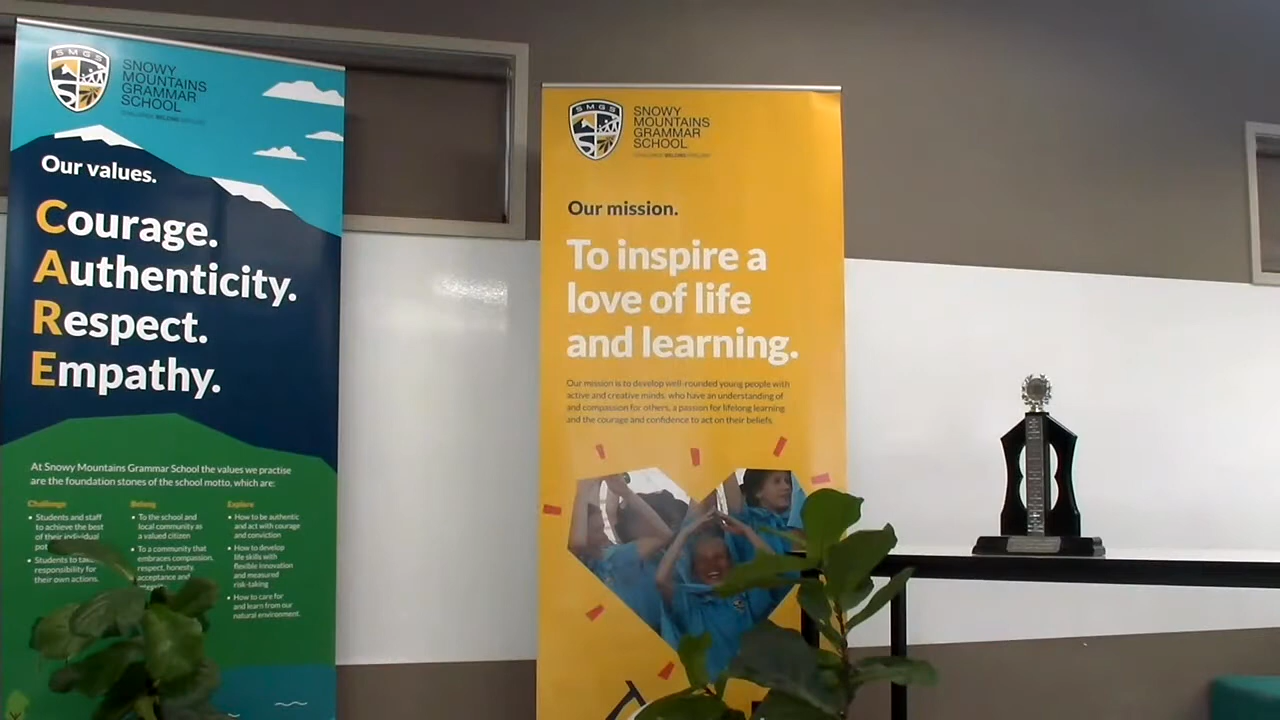 SMGS
SNOWY
MOUNTAINS
GRAMMAR
SCHOOL
Our values.
Courage.
Authenticity.
Respect.
Empathy.
At Snowy Mountains Grammar School the values we practise
are the foundation stones of the school motto, which are:
Challenge
• Students and staff
to achieve the best
of their individual
• Students to take
responsibility for
their own actions.
Belong
• To the school and
local community as
a valued citizen
• To a community that
embraces compassion,
respect, honesty,
acceptance and
Explore
• How to be authentic
and act with courage
and conviction
• How to develop
life skills with
flexible innovation
and measured
risk-taking
• How to care for
and learn from our
natural environment.
SMGS
SNOWY
MOUNTAINS
GRAMMAR
SCHOOL
Our mission.
To inspire a
love of life
and learning.
Our mission is to develop well-rounded young people with
active and creative minds, who have an understanding of
and compassion for others, a passion for lifelong learning
and the courage and confidence to act on their beliefs.